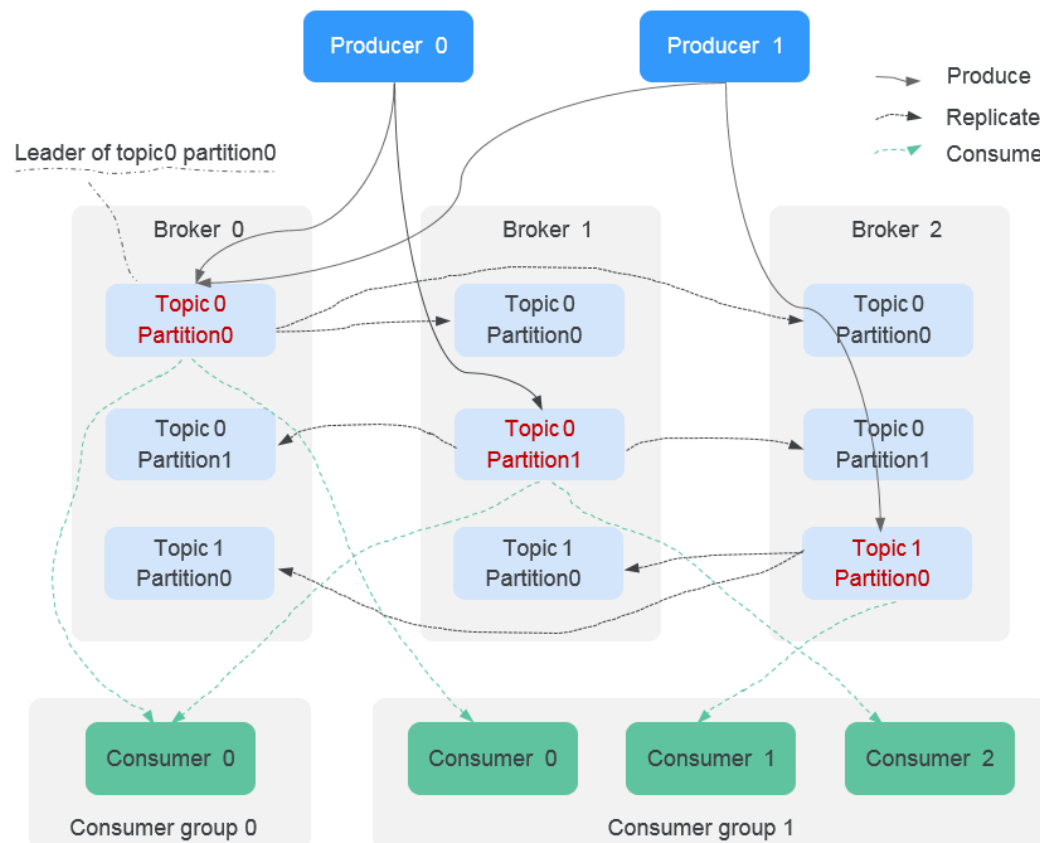 Producer 0
Producer 1
Produce
Replicate
Consume
Leader of topic0 partition0
Broker 0
Broker 1
Broker 2
Topic 0
Partition0
Topic 0
Partition0
Topic 0
Partition0
Topic 0
Partition1
Topic 0
Partition1
Topic 0
Partition1
Topic 1
Partition0
Topic 1
Partition0
Topic 1
Partition0
Consumer 0
Consumer 0
Consumer 1
Consumer 2
Consumer group 0
Consumer group 1